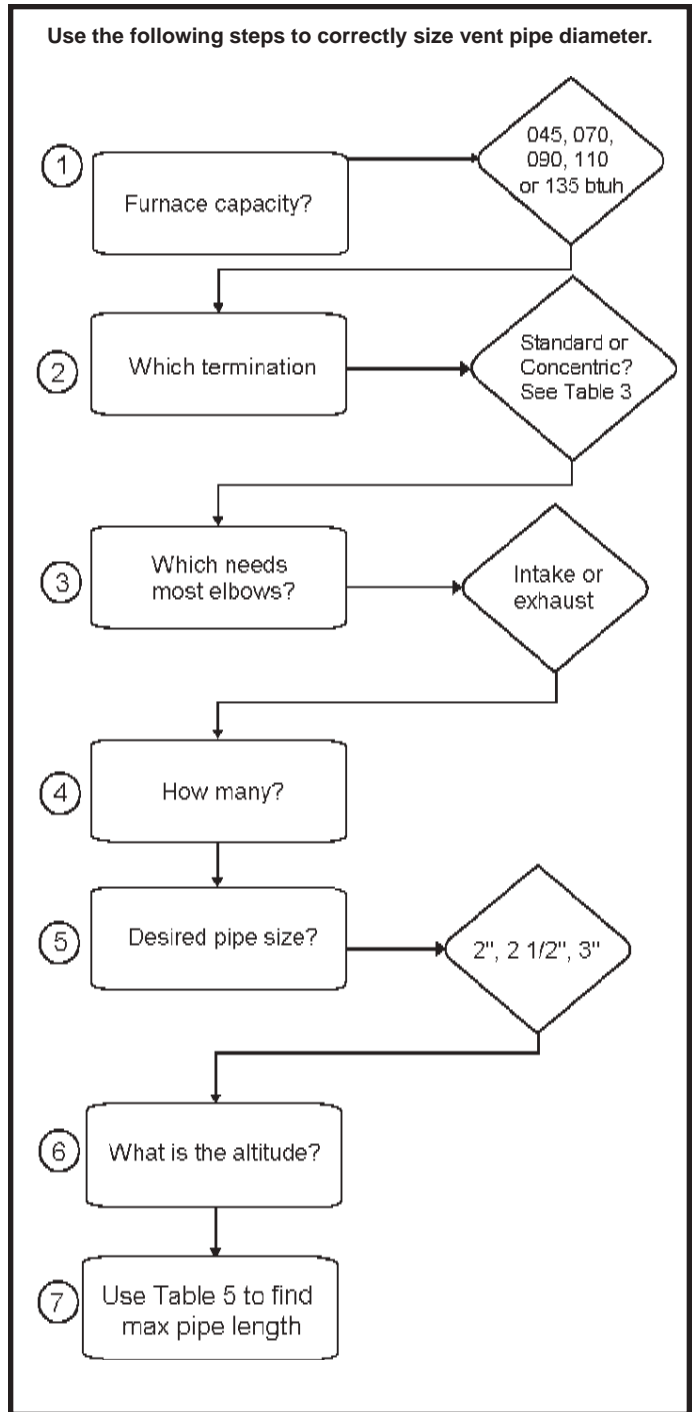 Use the following steps to correctly size vent pipe diameter.
1
Furnace capacity?
045, 070,
090, 110
or 135 btuh
2
Which termination
Standard or
Concentric?
See Table 3
3
Which needs
most elbows?
Intake or
exhaust
4
How many?
5
Desired pipe size?
2", 2 1/2", 3"
6
What is the altitude?
7
Use Table 5 to find
max pipe length